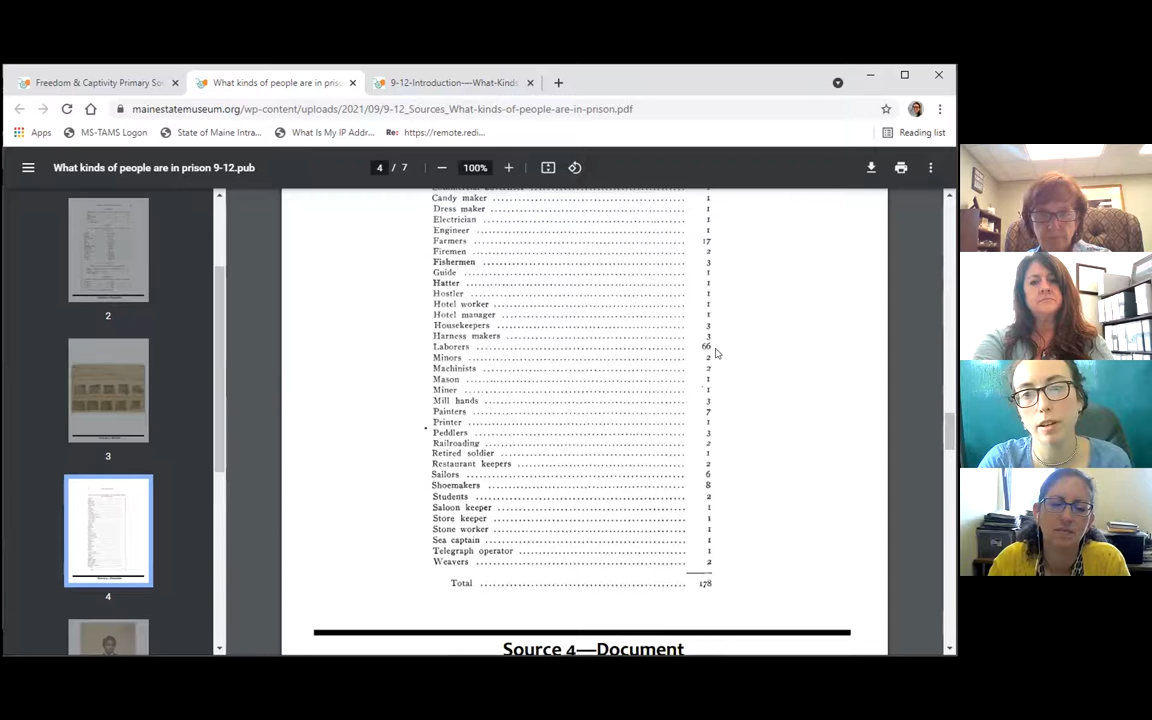 Freedom & Captivity Primary So
What kinds of people are in priso
9-12-Introduction-—What-Kinds
mainestatemuseum.org/wp-content/uploads/2021/09/9-12_Sources_What-kinds-of-people-are-in-prison.pdf
Apps
MS-TAMS Logon
State of Maine Intra...
What Is My IP Addr...
Re: https://remote.redi...
Reading list
What kinds of people are in prison 9-12.pub
4 / 7
100%
2
3
4
Candy maker 1
Dress maker 1
Electrician 1
Engineer 1
Farmers 17
Firemen 2
Fishermen 3
Guide 1
Hatter 1
Hostler 1
Hotel worker 1
Hotel manager 1
Housekeepers 3
Harness makers 3
Laborers 66
Minors 2
Machinists 2
Mason 1
Miner 1
Mill hands 3
Painters 7
Printer 1
Peddlers 3
Railroading 2
Retired soldier 1
Restaurant keepers 2
Sailors 6
Shoemakers 8
Students 2
Saloon keeper 1
Store keeper 1
Stone worker 1
Sea captain 1
Telegraph operator 1
Weavers 2
Total 178
Source 4—Document